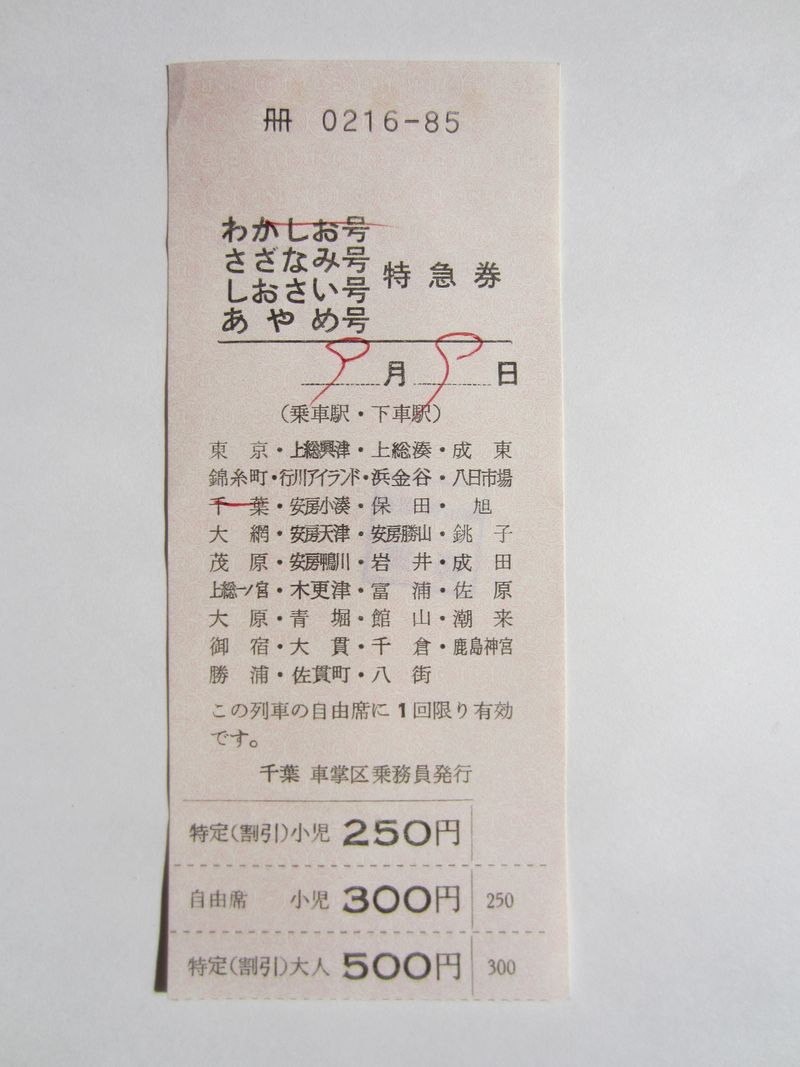 冊 0216-85
わかしお号
さざなみ号
しおさい号
あやめ号
特急券
9月9日
(乗車駅・下車駅)
東京・上総興津・上総湊・成東
錦糸町・行川アイランド・浜金谷・八日市場
千葉・安房小湊・保田・旭
大網・安房天津・安房勝山・銚子
茂原・安房鴨川・岩井・成田
上総一ノ宮・木更津・富浦・佐原
大原・青堀・館山・潮来
御宿・大貫・千倉・鹿島神宮
勝浦・佐貫町・八街
この列車の自由席に1回限り有効
です。
千葉 車掌区乗務員発行
特定(割引)小児 250円
自由席 小児 300円 250
特定(割引)大人 500円 300